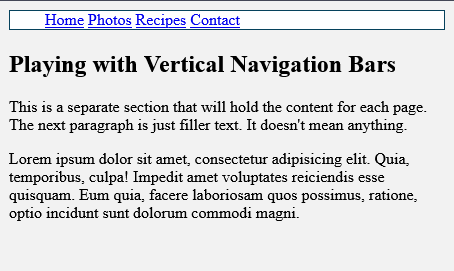 Home Photos Recipes Contact
Playing with Vertical Navigation Bars
This is a separate section that will hold the content for each page.
The next paragraph is just filler text. It doesn't mean anything.
Lorem ipsum dolor sit amet, consectetur adipisicing elit. Quia,
temporibus, culpa! Impedit amet voluptates reiciendis esse
quisquam. Eum quia, facere laboriosam quos possimus, ratione,
optio incidunt sunt dolorum commodi magni.